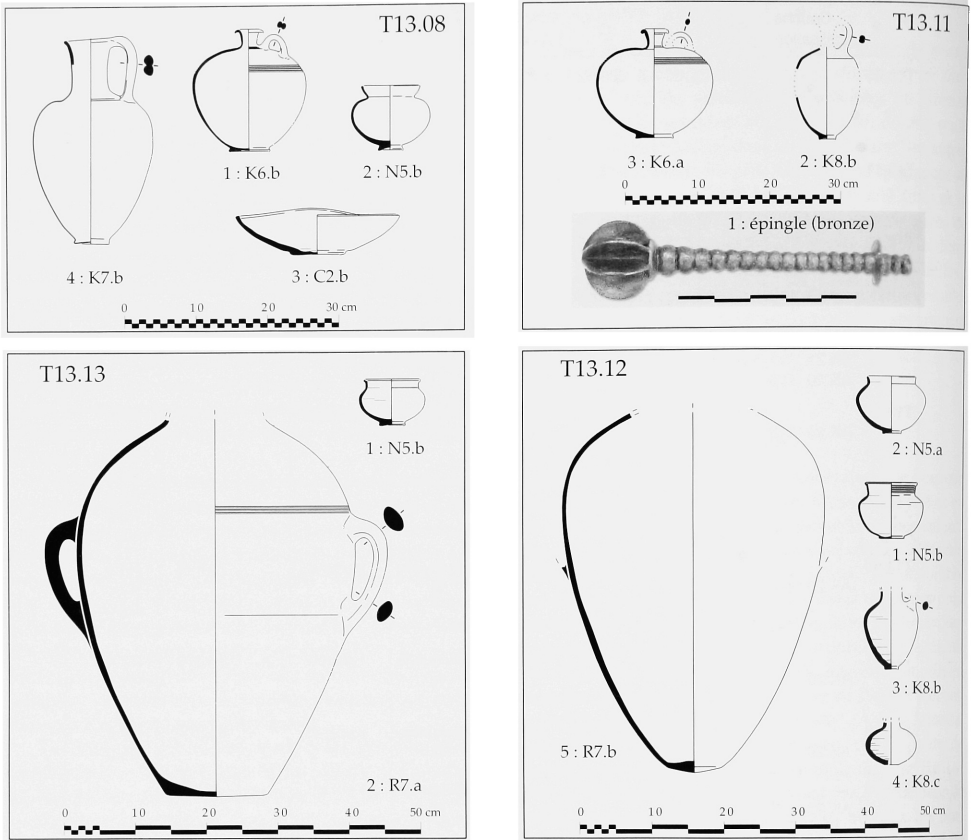 T13.08
1 : K6.b
2 : N5.b
4 : K7.b
3 : C2.b
0 10 20 30 cm
T13.11
3 : K6.a
2 : K8.b
0 10 20 30 cm
1 : épingle (bronze)
T13.13
1 : N5.b
2 : R7.a
0 10 20 30 40 50 cm
T13.12
2 : N5.a
1 : N5.b
3 : K8.b
5 : R7.b
4 : K8.c
0 10 20 30 40 50 cm